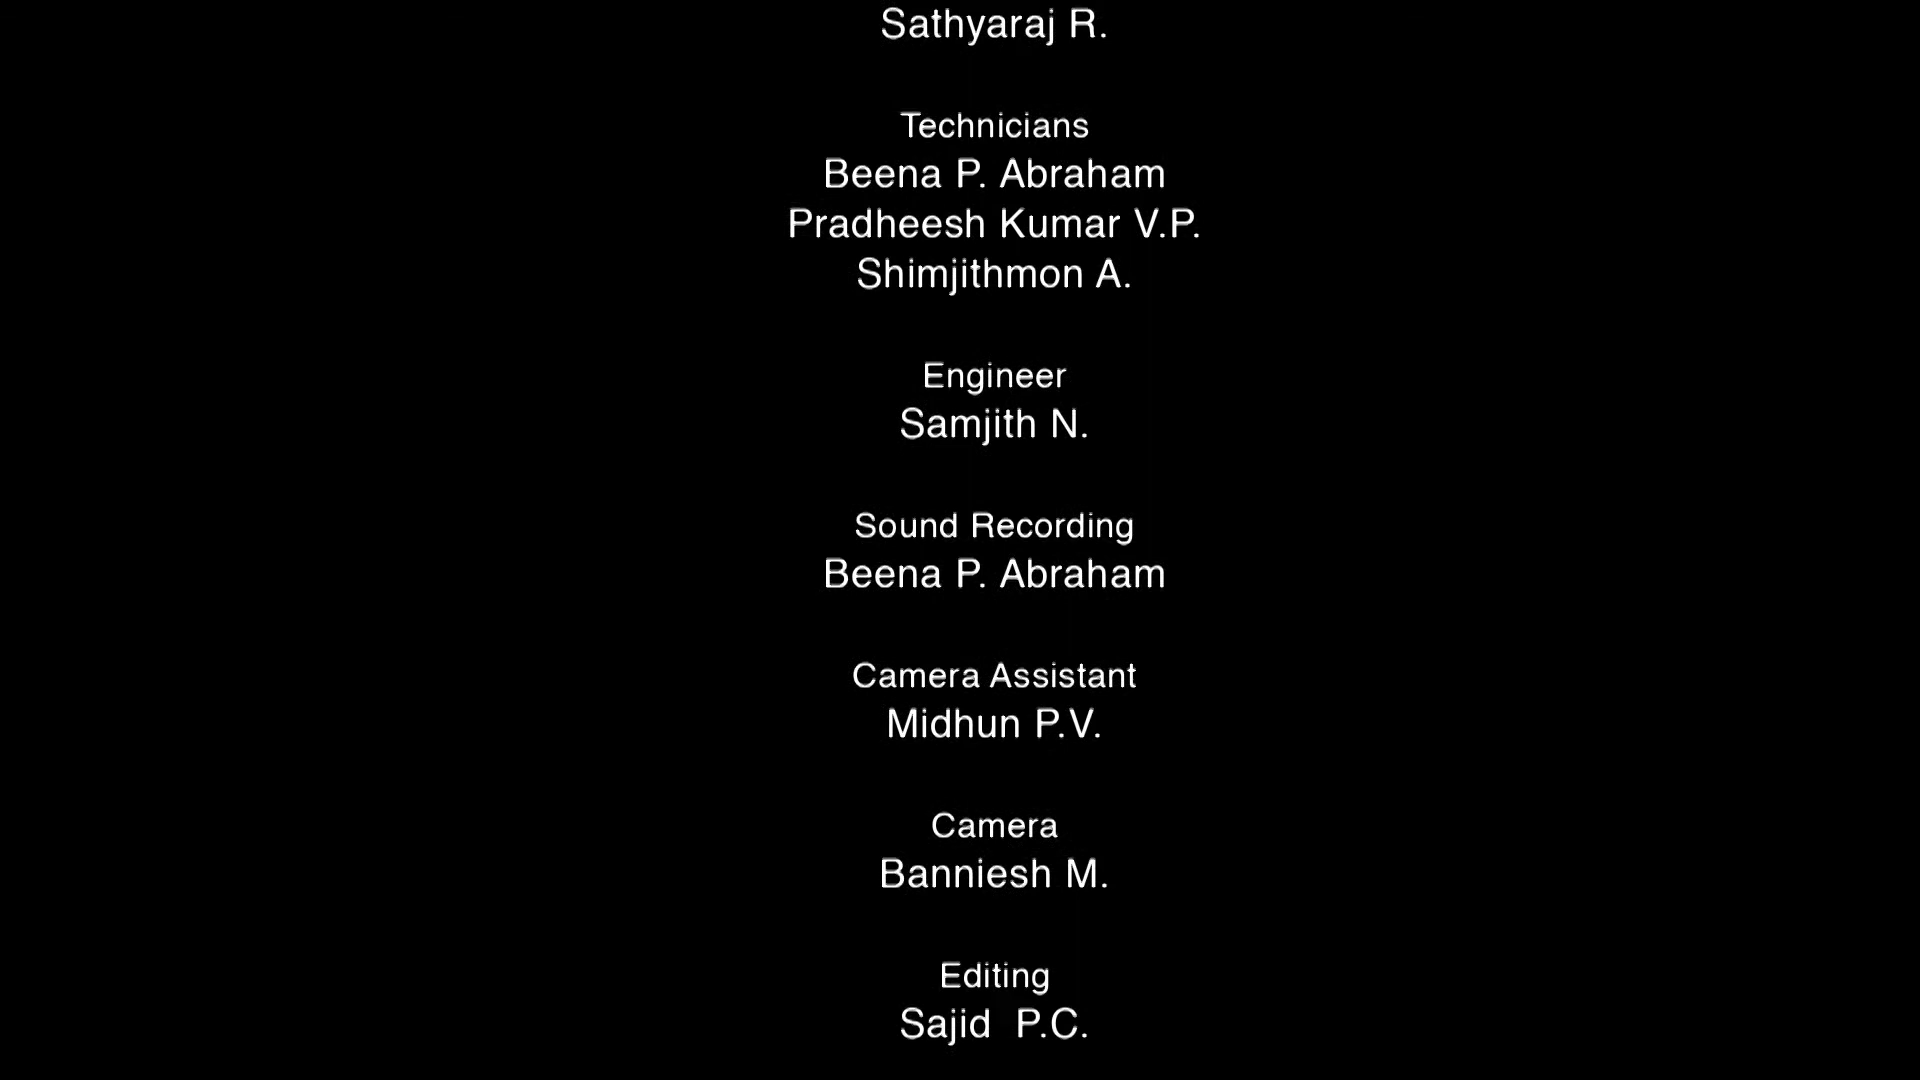 Sathyaraj R.
Technicians
Beena P. Abraham
Pradheesh Kumar V.P.
Shimjithmon A.
Engineer
Samjith N.
Sound Recording
Beena P. Abraham
Camera Assistant
Midhun P.V.
Camera
Banniesh M.
Editing
Sajid  P.C.